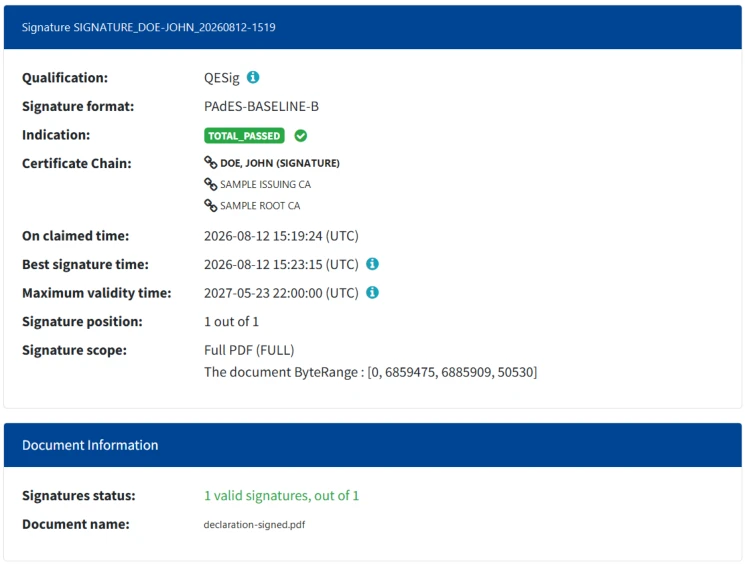 Signature SIGNATURE_DOE-JOHN_20260812-1519
Qualification: QESig
Signature format: PAdES-BASELINE-B
Indication: TOTAL_PASSED
Certificate Chain: DOE, JOHN (SIGNATURE)
SAMPLE ISSUING CA
SAMPLE ROOT CA
On claimed time: 2026-08-12 15:19:24 (UTC)
Best signature time: 2026-08-12 15:23:15 (UTC)
Maximum validity time: 2027-05-23 22:00:00 (UTC)
Signature position: 1 out of 1
Signature scope: Full PDF (FULL)
The document ByteRange : [0, 6859475, 6885909, 50530]
Document Information
Signatures status: 1 valid signatures, out of 1
Document name: declaration-signed.pdf